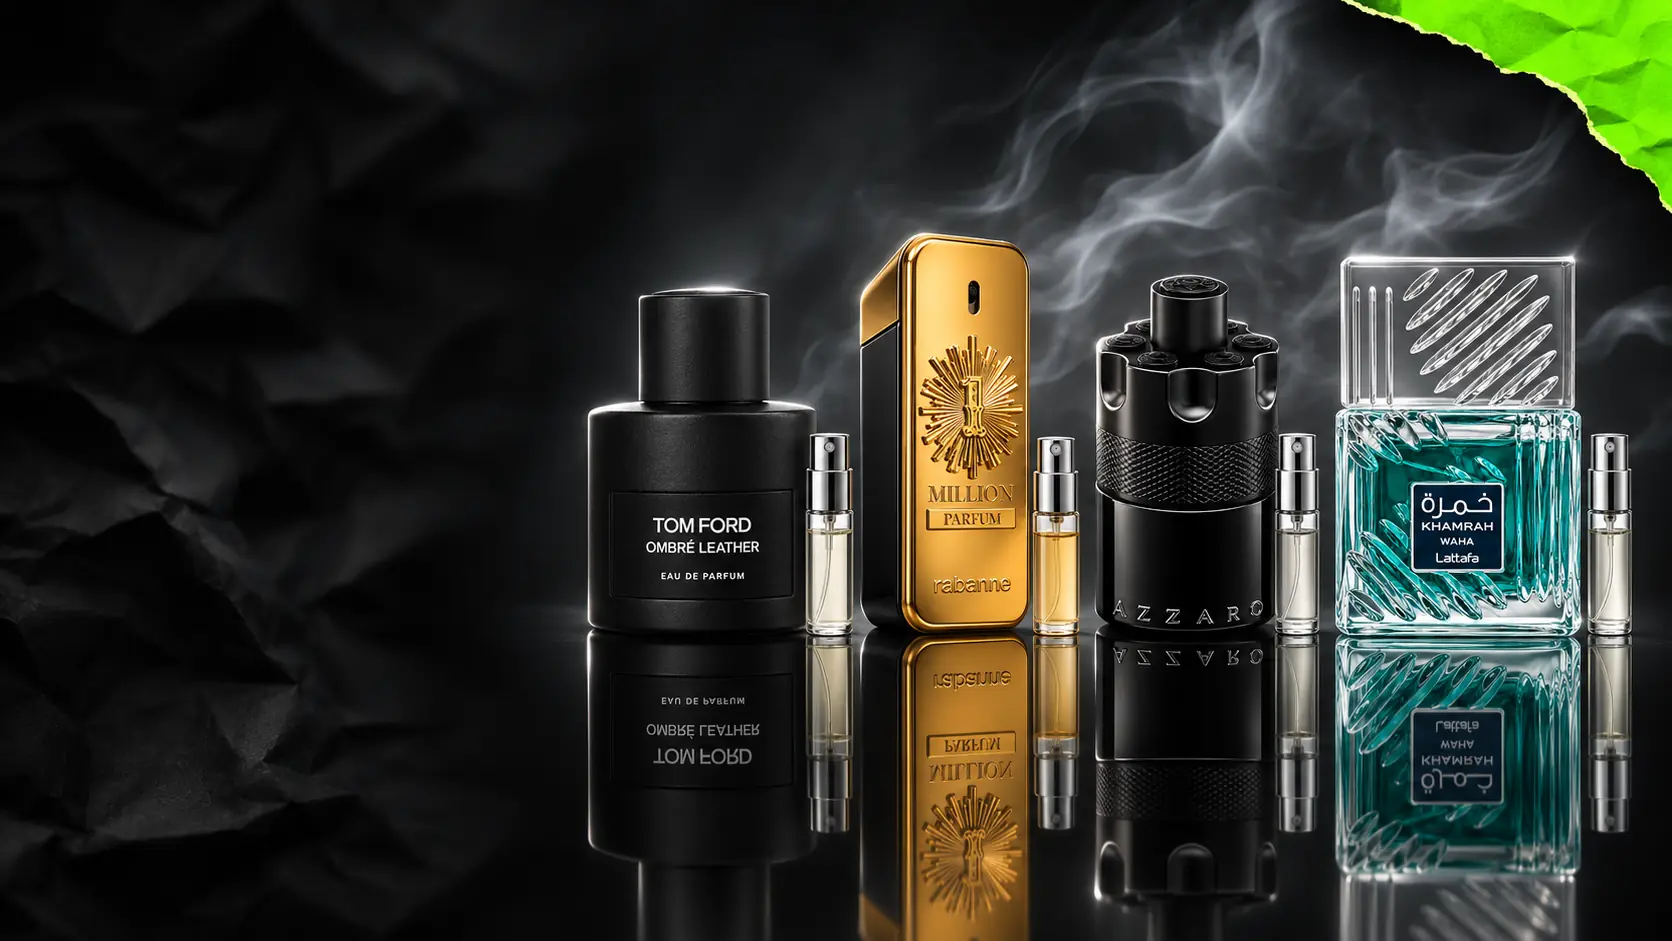 TOM FORD
OMBRÉ LEATHER
EAU DE PARFUM
1
MILLION
PARFUM
rabanne
AZZARO
خمرة
KHAMRAH
WAHA
Lattafa